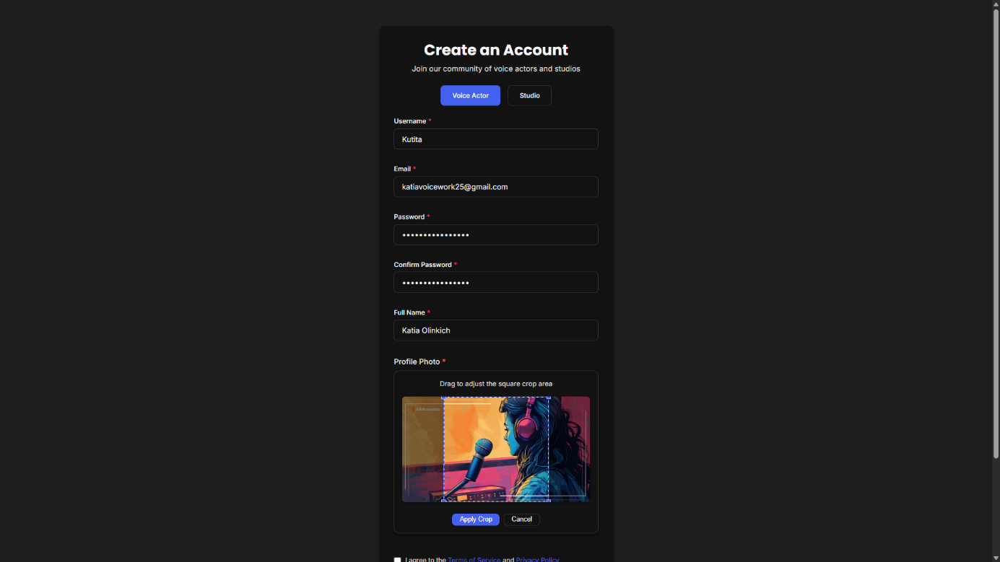 Create an Account
Join our community of voice actors and studios
Voice Actor Studio
Username *
Kutita
Email *
katiavoicework25@gmail.com
Password *
••••••••••••••••
Confirm Password *
••••••••••••••••
Full Name *
Katia Olinkich
Profile Photo *
Drag to adjust the square crop area
Apply Crop Cancel
I agree to the Terms of Service and Privacy Policy